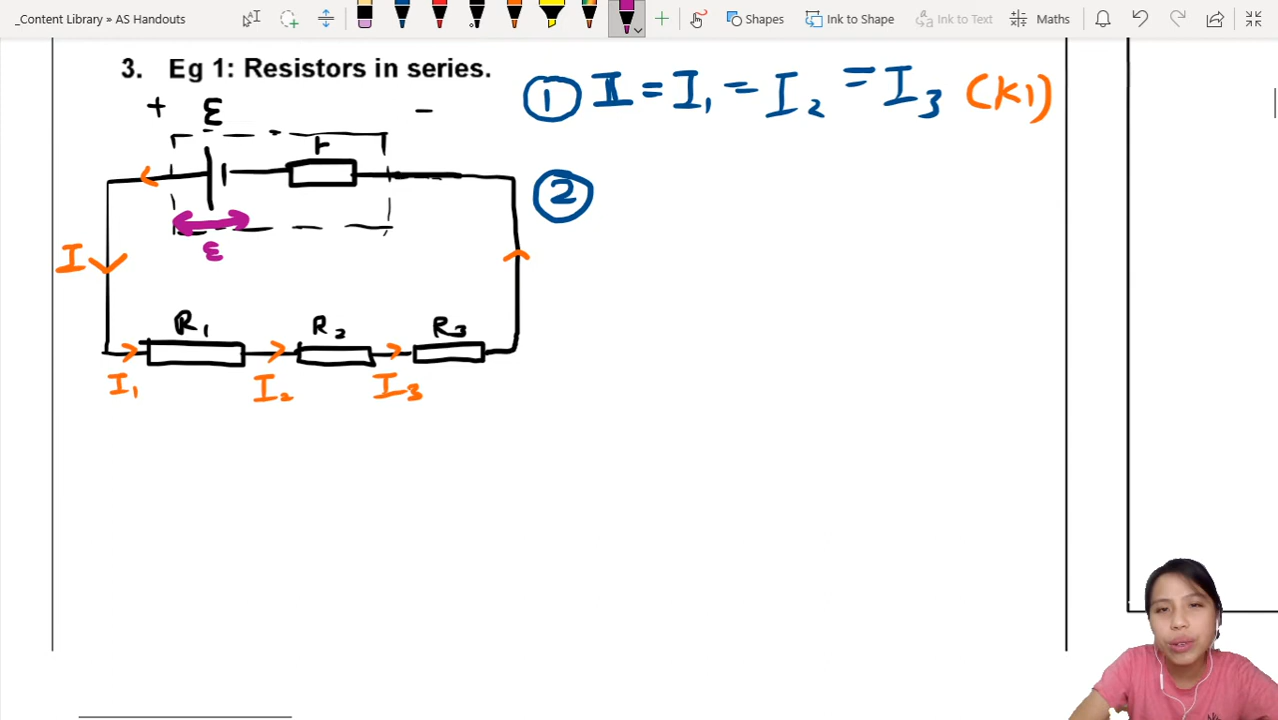 _Content Library » AS Handouts
Shapes
Ink to Shape
Ink to Text
Maths
3. Eg 1: Resistors in series.
① I = I₁ = I₂ = I₃ (K1)
+ ε −
r
②
ε
I
R₁ R₂ R₃
I₁ I₂ I₃